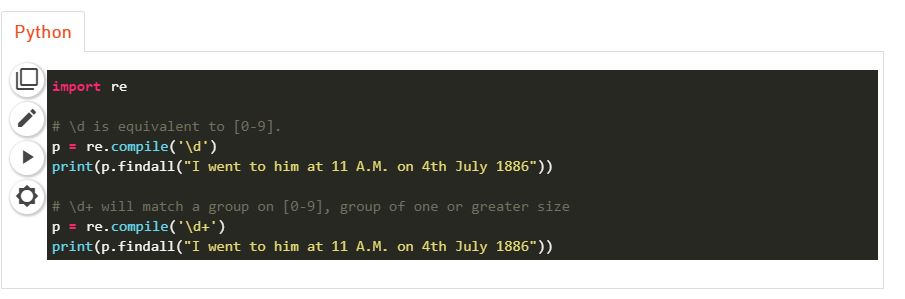 Python
import re
# \d is equivalent to [0-9].
p = re.compile('\d')
print(p.findall("I went to him at 11 A.M. on 4th July 1886"))
# \d+ will match a group on [0-9], group of one or greater size
p = re.compile('\d+')
print(p.findall("I went to him at 11 A.M. on 4th July 1886"))